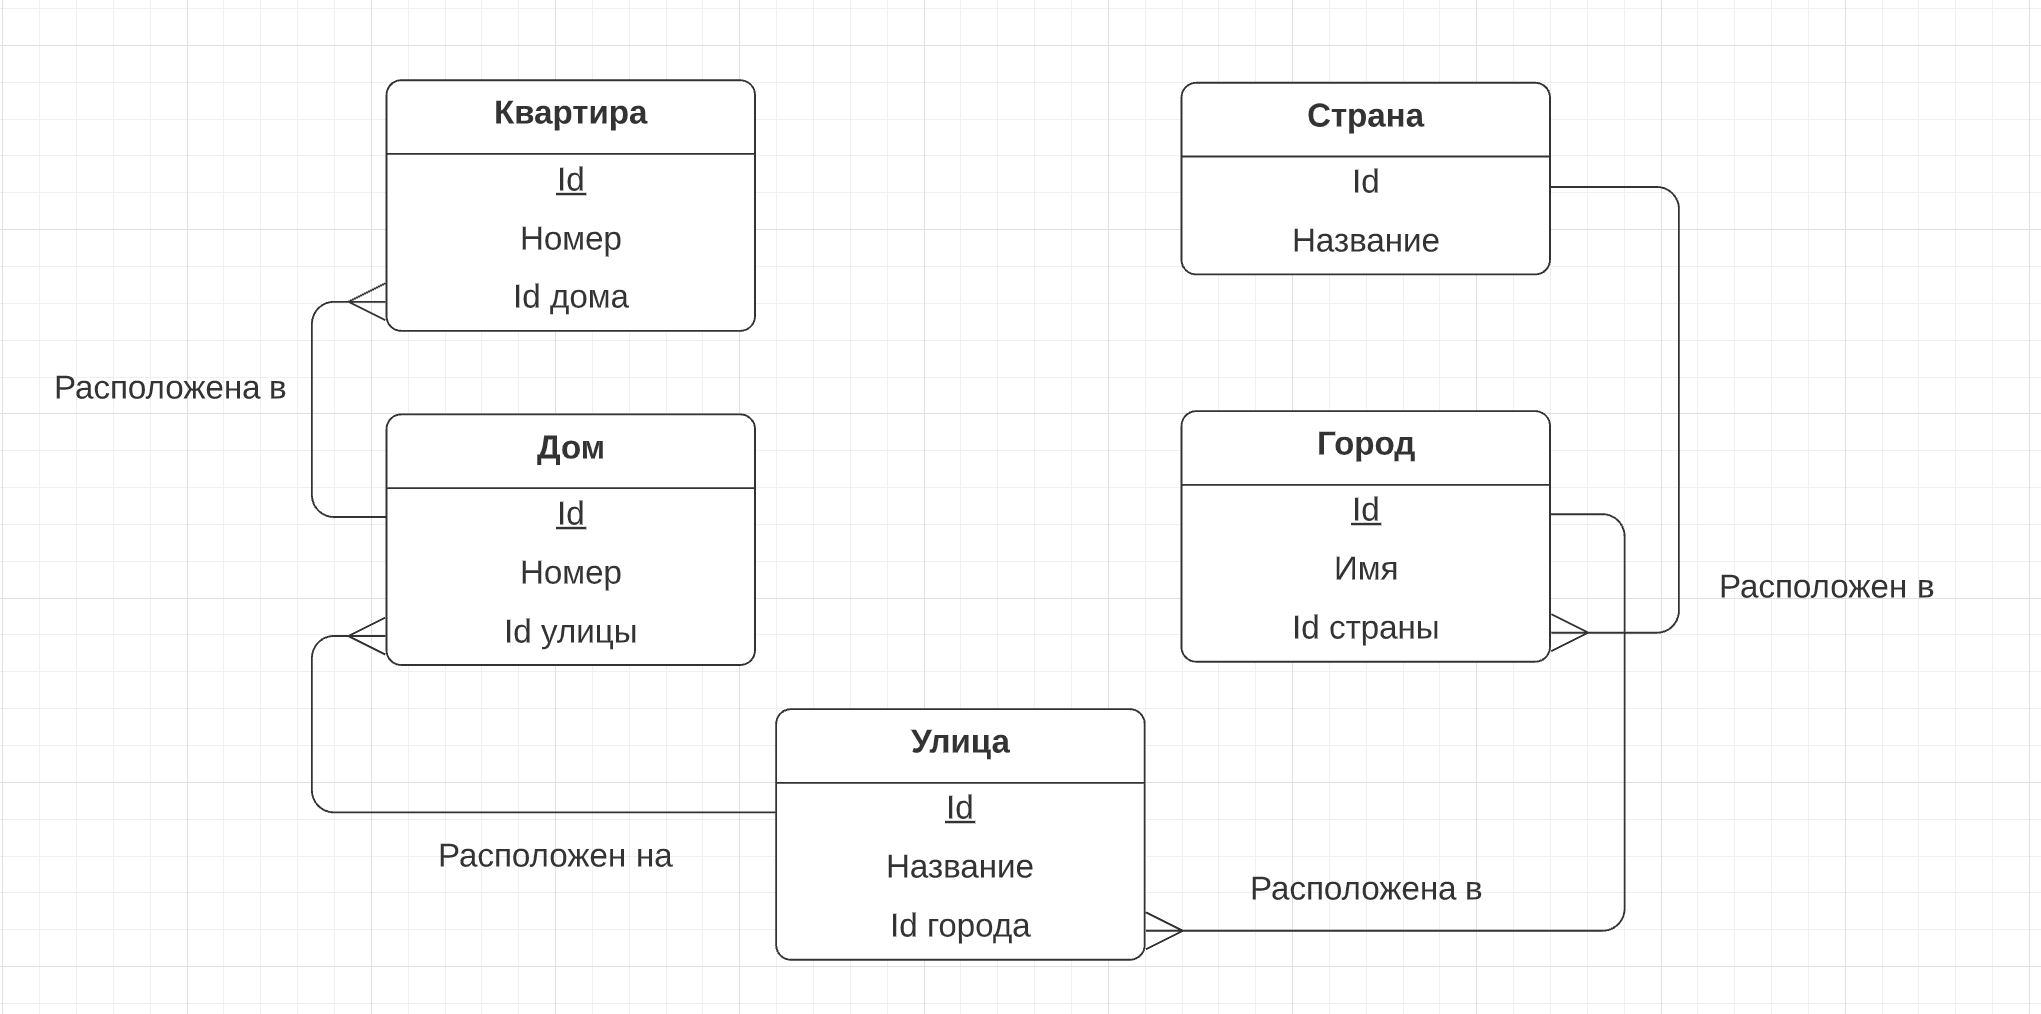 Квартира
Id
Номер
Id дома
Расположена в
Дом
Id
Номер
Id улицы
Расположен на
Улица
Id
Название
Id города
Расположена в
Страна
Id
Название
Город
Id
Имя
Id страны
Расположен в